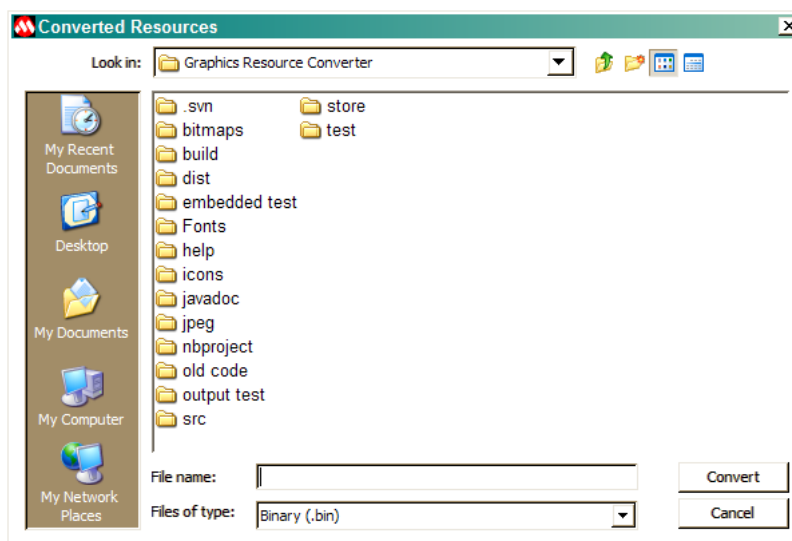 Converted Resources
Look in: Graphics Resource Converter
My Recent
Documents
Desktop
My Documents
My Computer
My Network
Places
.svn
bitmaps
build
dist
embedded test
Fonts
help
icons
javadoc
jpeg
nbproject
old code
output test
src
store
test
File name:
Convert
Files of type: Binary (.bin)
Cancel